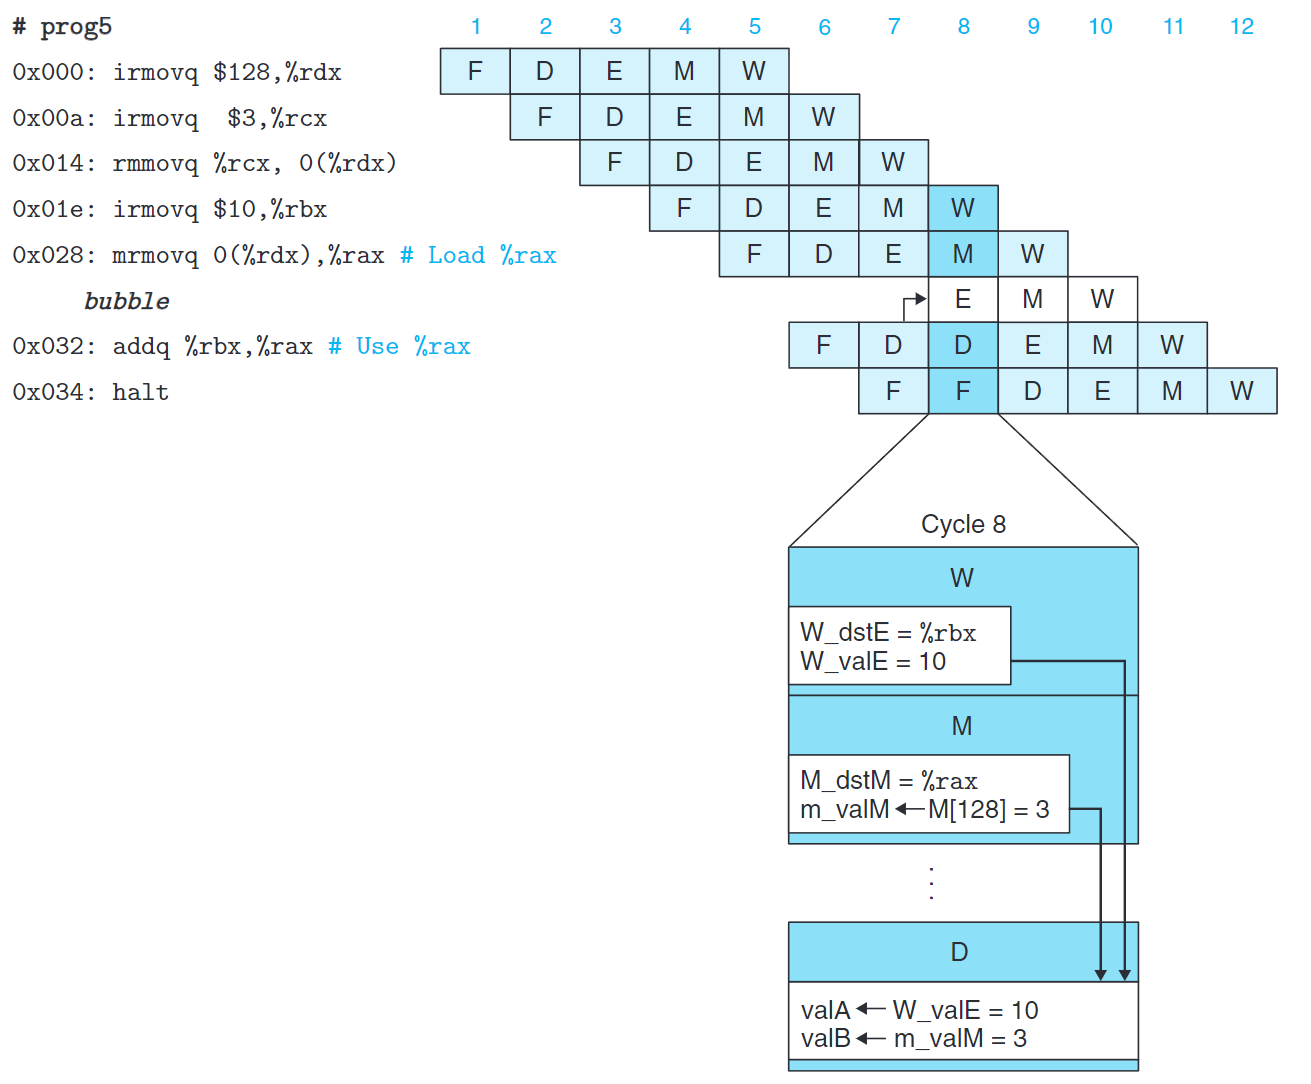 # prog5 1 2 3 4 5 6 7 8 9 10 11 12
0x000: irmovq $128,%rdx F D E M W
0x00a: irmovq  $3,%rcx F D E M W
0x014: rmmovq %rcx, 0(%rdx) F D E M W
0x01e: irmovq $10,%rbx F D E M W
0x028: mrmovq 0(%rdx),%rax # Load %rax F D E M W
bubble E M W
0x032: addq %rbx,%rax # Use %rax F D D E M W
0x034: halt F F D E M W
Cycle 8
W
W_dstE = %rbx
W_valE = 10
M
M_dstM = %rax
m_valM ← M[128] = 3
D
valA ← W_valE = 10
valB ← m_valM = 3